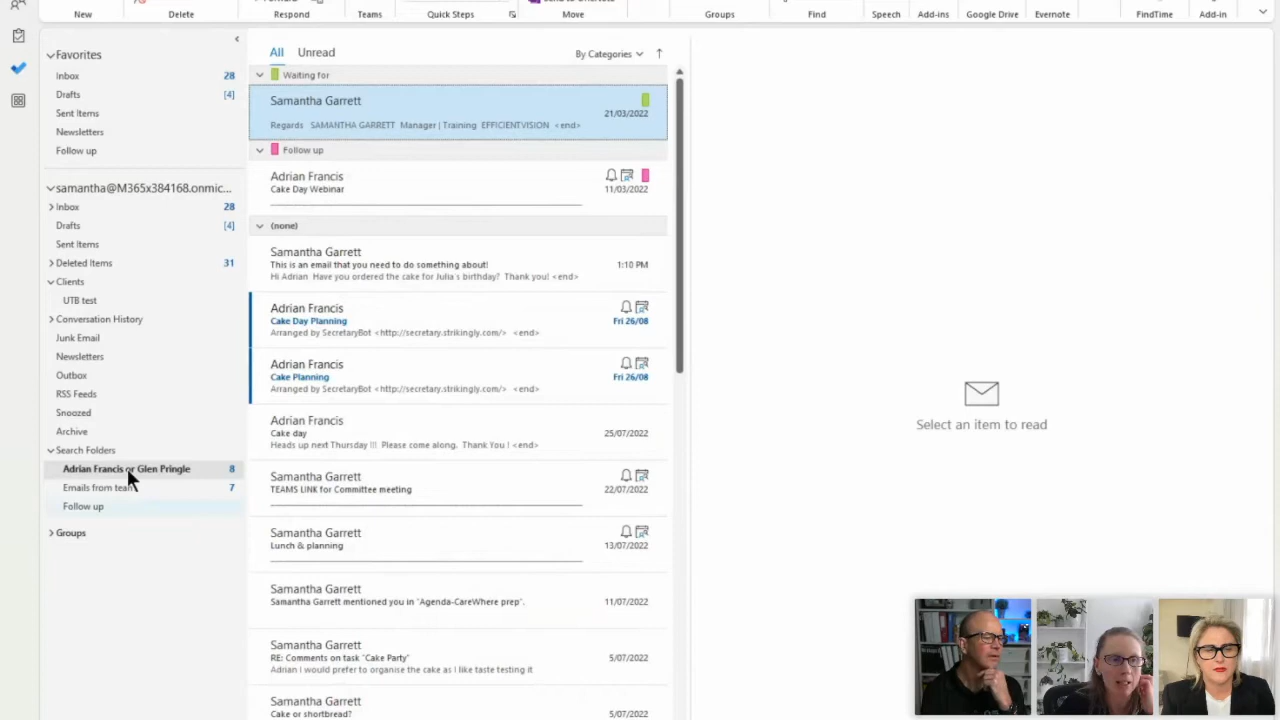 New
Delete
Respond
Teams
Quick Steps
Move
Groups
Find
Speech
Add-ins
Google Drive
Evernote
FindTime
Add-in
Favorites
Inbox 28
Drafts [4]
Sent Items
Newsletters
Follow up
samantha@M365x384168.onmic...
Inbox 28
Drafts [4]
Sent Items
Deleted Items 31
Clients
UTB test
Conversation History
Junk Email
Newsletters
Outbox
RSS Feeds
Snoozed
Archive
Search Folders
Adrian Francis or Glen Pringle 8
Emails from team 7
Follow up
Groups
All Unread By Categories
Waiting for
Samantha Garrett
21/03/2022
Regards SAMANTHA GARRETT Manager | Training EFFICIENTVISION <end>
Follow up
Adrian Francis
Cake Day Webinar 11/03/2022
(none)
Samantha Garrett
This is an email that you need to do something about! 1:10 PM
Hi Adrian Have you ordered the cake for Julia's birthday? Thank you! <end>
Adrian Francis
Cake Day Planning Fri 26/08
Arranged by SecretaryBot <http://secretary.strikingly.com/> <end>
Adrian Francis
Cake Planning Fri 26/08
Arranged by SecretaryBot <http://secretary.strikingly.com/> <end>
Adrian Francis
Cake day 25/07/2022
Heads up next Thursday !!! Please come along. Thank You ! <end>
Samantha Garrett
TEAMS LINK for Committee meeting 22/07/2022
Samantha Garrett
Lunch & planning 13/07/2022
Samantha Garrett
Samantha Garrett mentioned you in "Agenda-CareWhere prep". 11/07/2022
Samantha Garrett
RE: Comments on task "Cake Party" 5/07/2022
Adrian I would prefer to organise the cake as I like taste testing it
Samantha Garrett
Cake or shortbread? 5/07/2022
Select an item to read